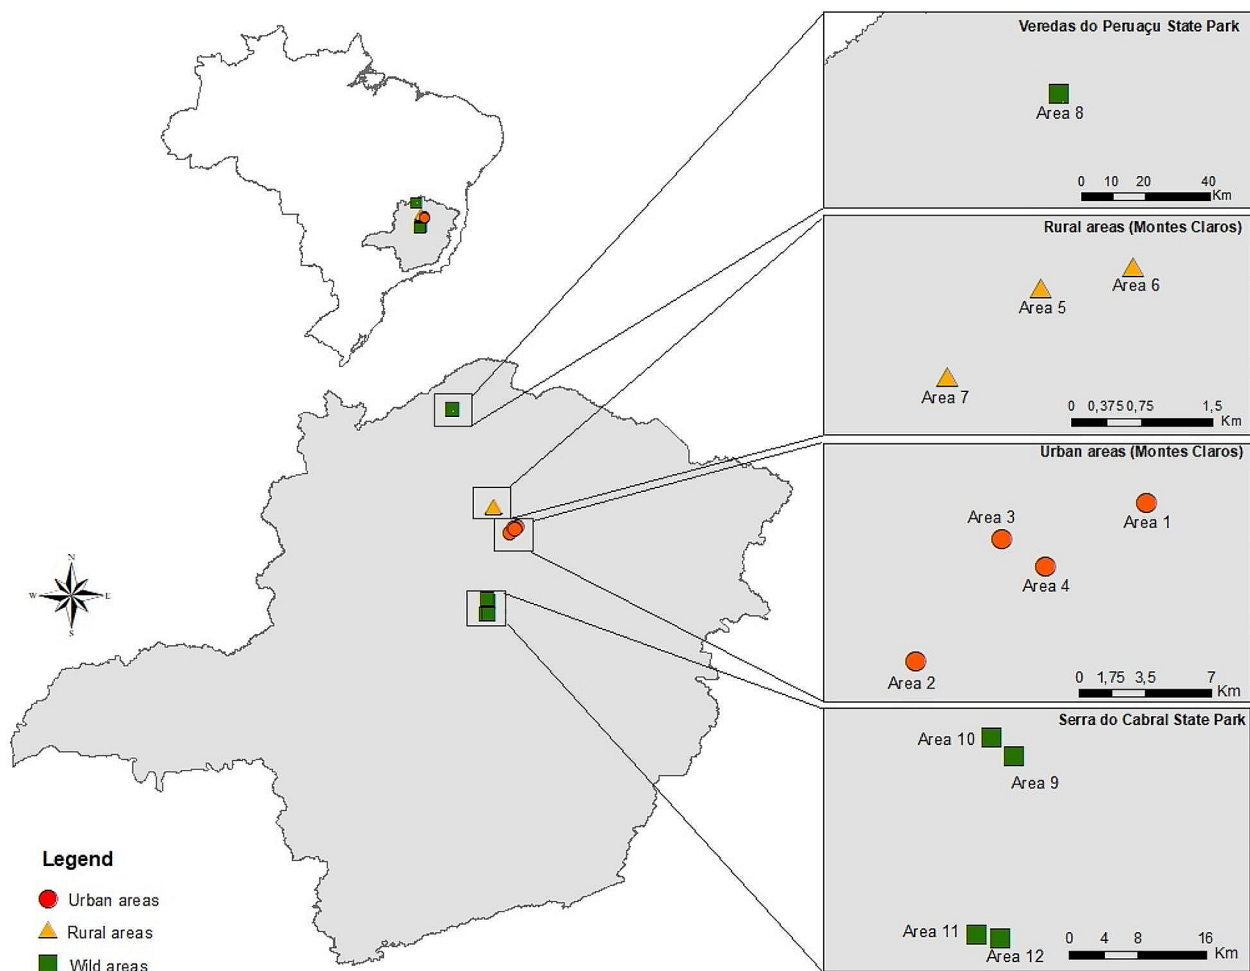 Veredas do Peruaçu State Park
Area 8
0 10 20 40
Km
Rural areas (Montes Claros)
Area 6
Area 5
Area 7
0 0,375 0,75 1,5
Km
Urban areas (Montes Claros)
Area 1
Area 3
Area 4
Area 2
0 1,75 3,5 7
Km
Serra do Cabral State Park
Area 10
Area 9
Area 11
Area 12
0 4 8 16
Km
N
W E
S
Legend
Urban areas
Rural areas
Wild areas